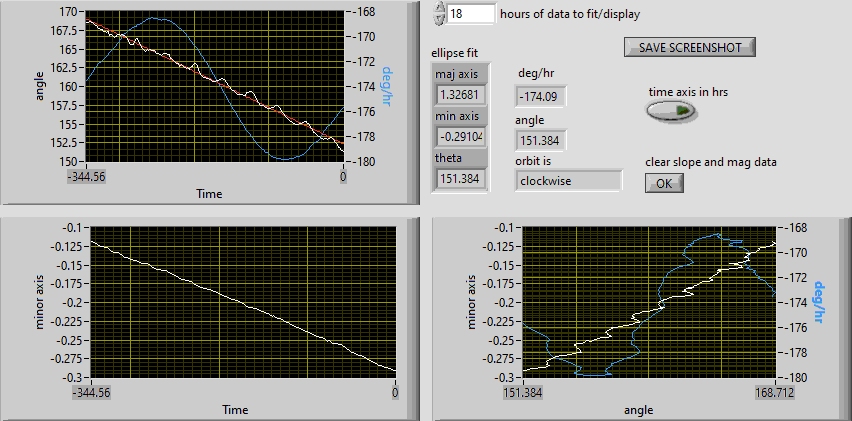 18 hours of data to fit/display
SAVE SCREENSHOT
170
167.5
165
162.5
160
157.5
155
152.5
150
angle
-168
-170
-172
-174
-176
-178
-180
deg/hr
-344.56
0
Time
ellipse fit
maj axis
1.32681
min axis
-0.29104
theta
151.384
deg/hr
-174.09
angle
151.384
orbit is
clockwise
time axis in hrs
clear slope and mag data
OK
-0.1
-0.125
-0.15
-0.175
-0.2
-0.225
-0.25
-0.275
-0.3
minor axis
-344.56
0
Time
-0.1
-0.125
-0.15
-0.175
-0.2
-0.225
-0.25
-0.275
-0.3
minor axis
-168
-170
-172
-174
-176
-178
-180
deg/hr
151.384
168.712
angle